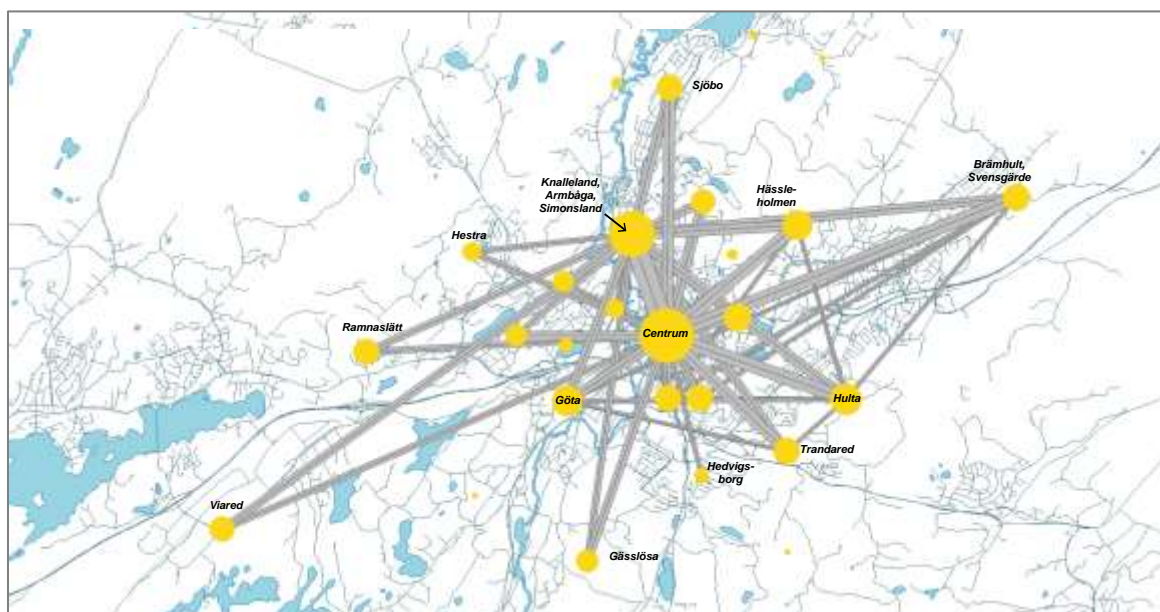 Sjöbo
Brämhult,
Svensgärde
Knalleland,
Armbåga,
Simonsland
Hässle-
holmen
Hestra
Ramnaslätt
Centrum
Göta
Hulta
Trandared
Hedvigs-
borg
Viared
Gässlösa